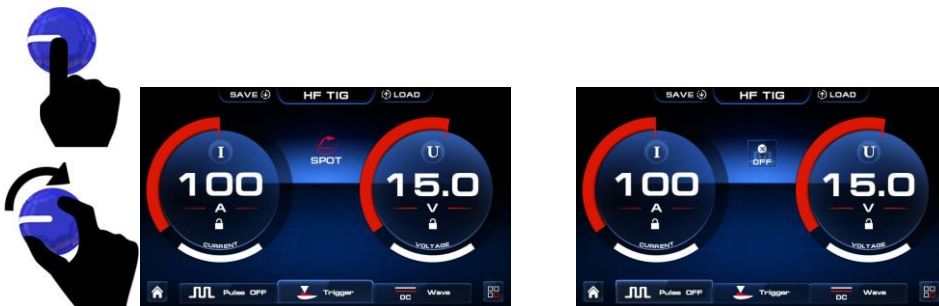 SAVE HF TIG LOAD
I SPOT U
100 15.0
A V
CURRENT VOLTAGE
Pulse OFF Trigger DC Wave
SAVE HF TIG LOAD
I OFF U
100 15.0
A V
CURRENT VOLTAGE
Pulse OFF Trigger DC Wave